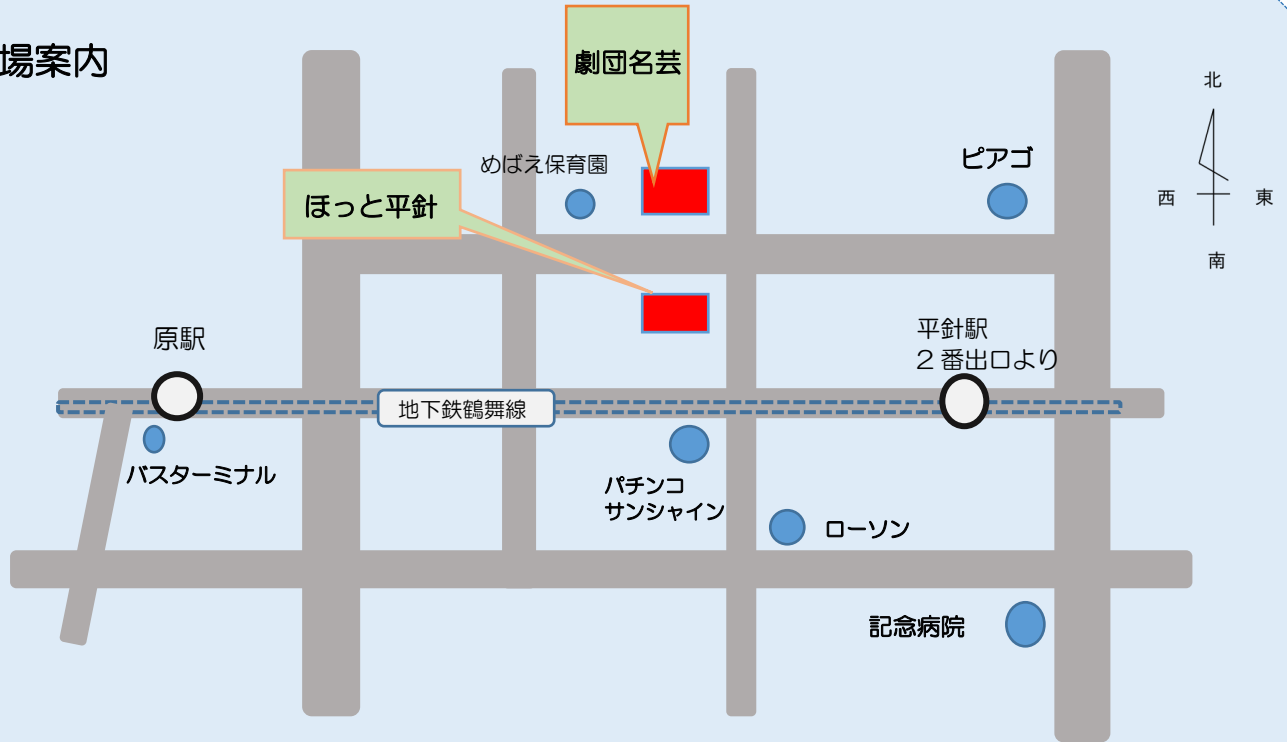 場案内
劇団名芸
北
めばえ保育園
ピアゴ
西
東
ほっと平針
南
原駅
平針駅
２番出口より
地下鉄鶴舞線
バスターミナル
パチンコ
サンシャイン
ローソン
記念病院